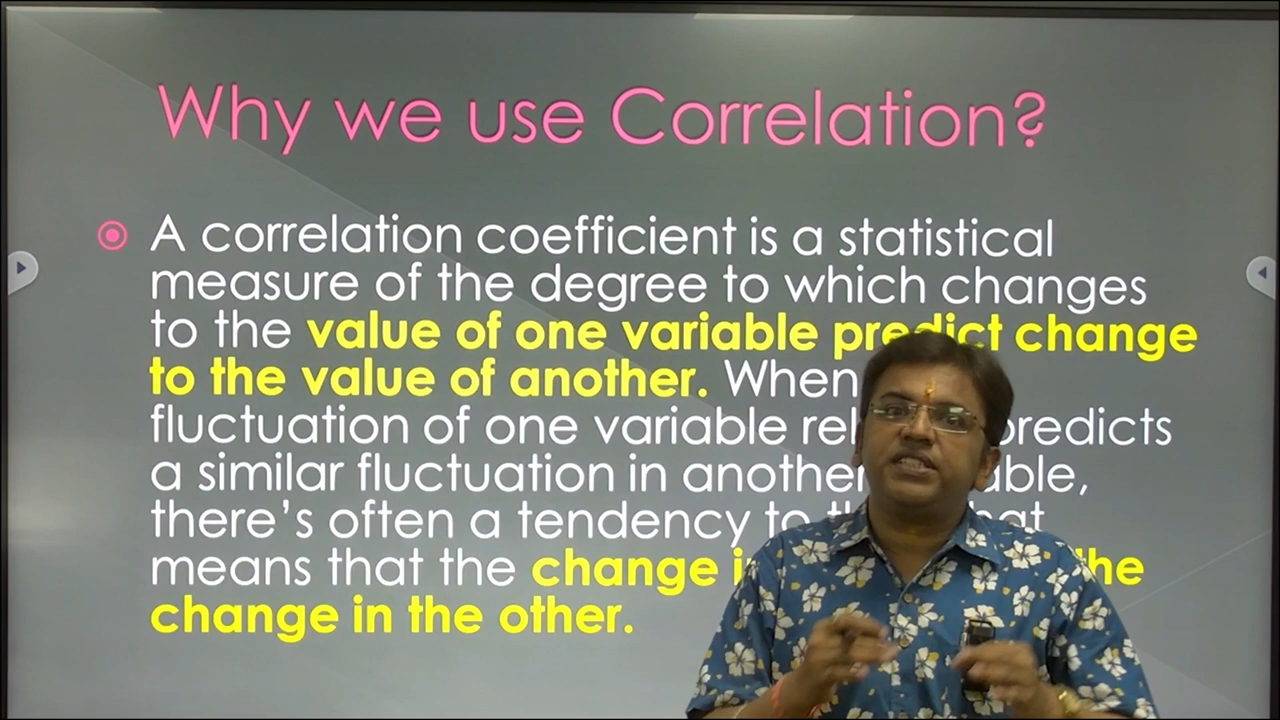 Why we use Correlation?
A correlation coefficient is a statistical
measure of the degree to which changes
to the value of one variable predict change
to the value of another. When
fluctuation of one variable predicts
a similar fluctuation in another
there's often a tendency to
means that the change the
change in the other.